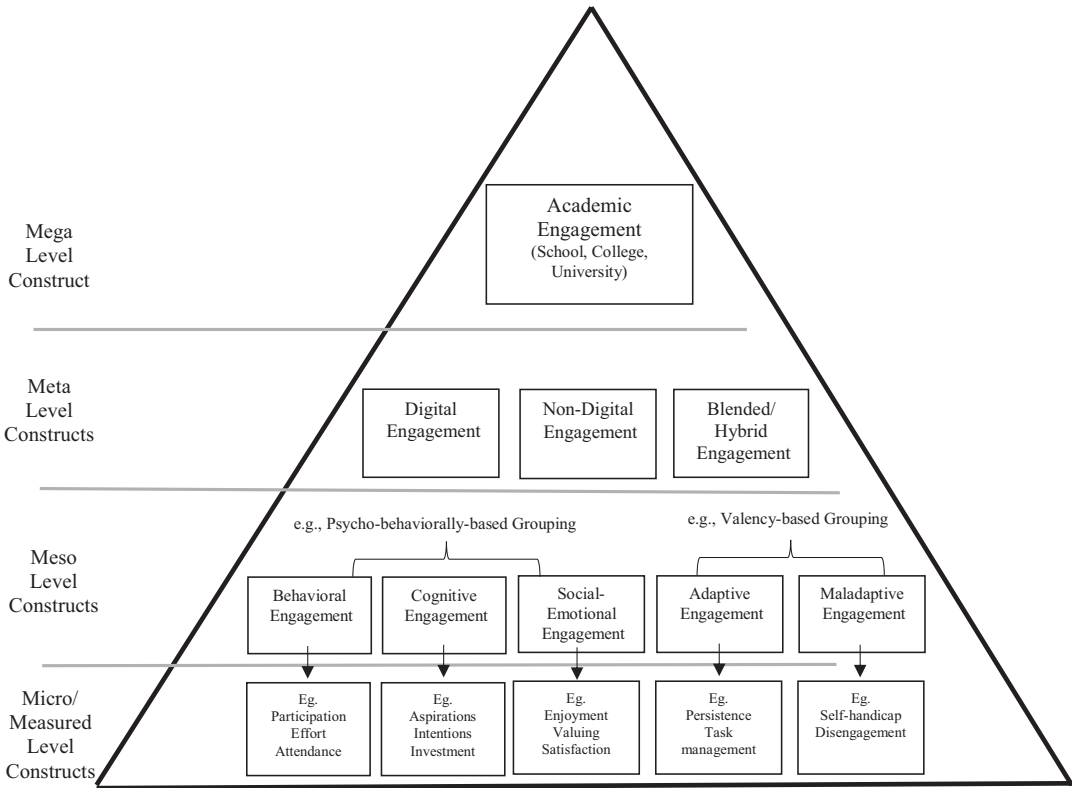 Mega
Level
Construct
Academic
Engagement
(School, College,
University)
Meta
Level
Constructs
Digital
Engagement
Non-Digital
Engagement
Blended/
Hybrid
Engagement
Meso
Level
Constructs
e.g., Psycho-behaviorally-based Grouping
e.g., Valency-based Grouping
Behavioral
Engagement
Cognitive
Engagement
Social-
Emotional
Engagement
Adaptive
Engagement
Maladaptive
Engagement
Micro/
Measured
Level
Constructs
Eg.
Participation
Effort
Attendance
Eg.
Aspirations
Intentions
Investment
Eg.
Enjoyment
Valuing
Satisfaction
Eg.
Persistence
Task
management
Eg.
Self-handicap
Disengagement